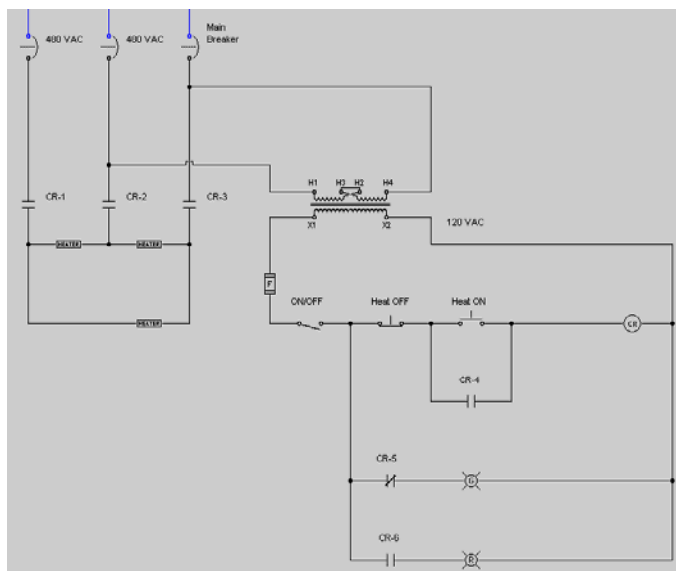 480 VAC
480 VAC
Main
Breaker
H1 H3 H2 H4
CR-1
CR-2
CR-3
X1 X2
120 VAC
HEATER
HEATER
F
ON/OFF
Heat OFF
Heat ON
HEATER
CR
CR-4
CR-5
G
CR-6
R